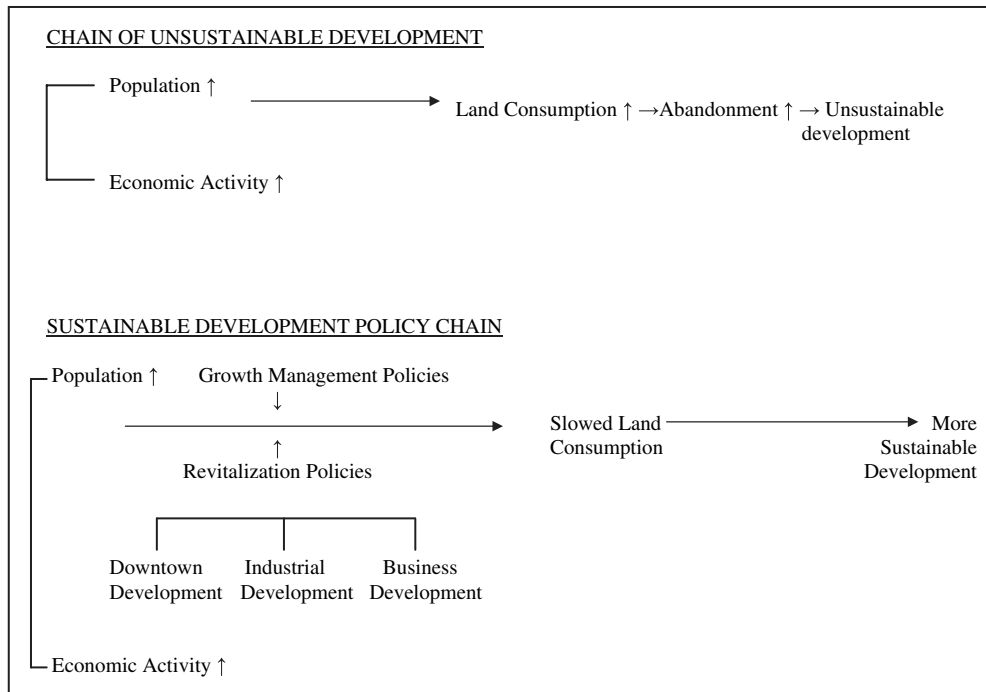 CHAIN OF UNSUSTAINABLE DEVELOPMENT
Population ↑
Land Consumption ↑ →Abandonment ↑ → Unsustainable
development
Economic Activity ↑
SUSTAINABLE DEVELOPMENT POLICY CHAIN
Population ↑ Growth Management Policies
↓
Slowed Land More
Consumption Sustainable
Development
↑
Revitalization Policies
Downtown Industrial Business
Development Development Development
Economic Activity ↑